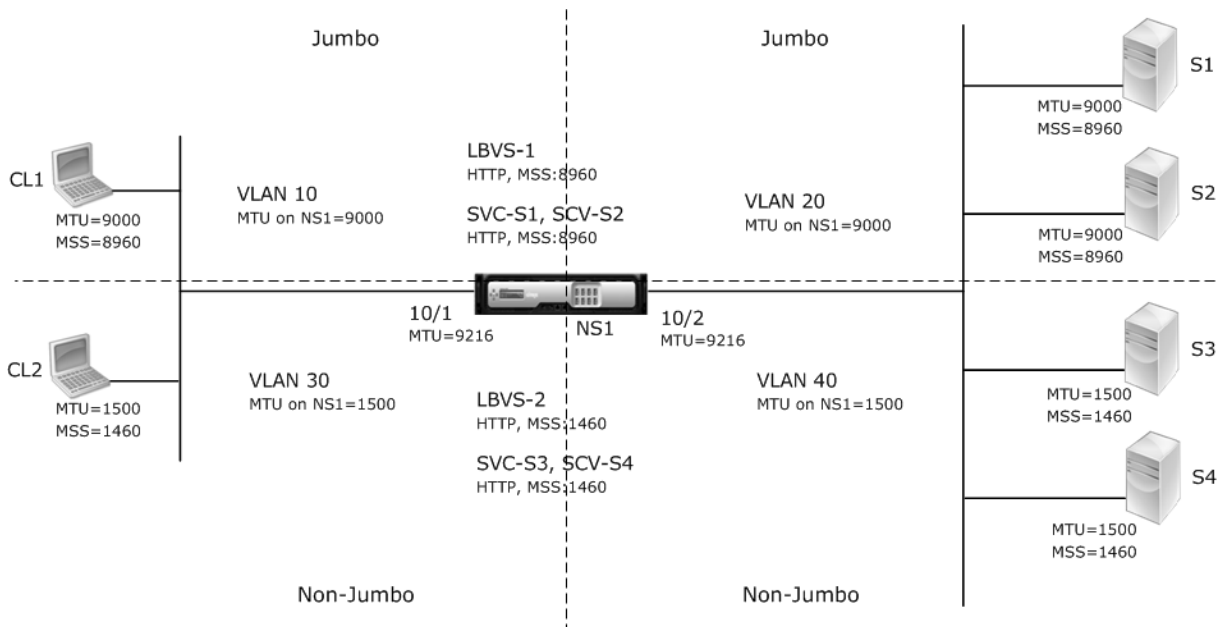 Jumbo
Jumbo
S1
MTU=9000
MSS=8960
LBVS-1
HTTP, MSS:8960
CL1
VLAN 10
MTU on NS1=9000
MTU=9000
MSS=8960
SVC-S1, SCV-S2
HTTP, MSS:8960
VLAN 20
MTU on NS1=9000
S2
MTU=9000
MSS=8960
10/1
MTU=9216
NS1
10/2
MTU=9216
S3
MTU=1500
MSS=1460
CL2
VLAN 30
MTU on NS1=1500
MTU=1500
MSS=1460
LBVS-2
HTTP, MSS:1460
VLAN 40
MTU on NS1=1500
SVC-S3, SCV-S4
HTTP, MSS:1460
S4
MTU=1500
MSS=1460
Non-Jumbo
Non-Jumbo